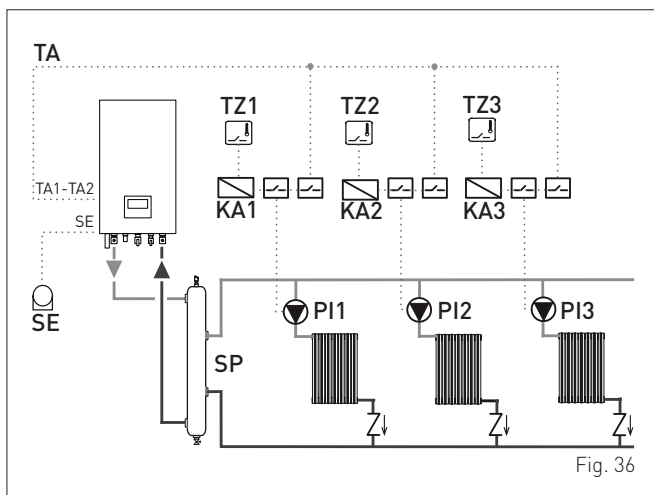 TA
TZ1 TZ2 TZ3
TA1-TA2
KA1 KA2 KA3
SE
SE
PI1 PI2 PI3
SP
Fig. 36